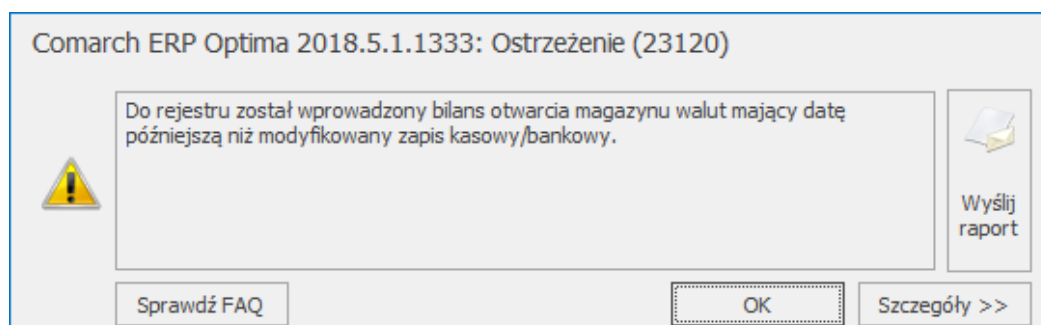 Comarch ERP Optima 2018.5.1.1333: Ostrzeżenie (23120)
Do rejestru został wprowadzony bilans otwarcia magazynu walut mający datę
późniejszą niż modyfikowany zapis kasowy/bankowy.
Wyślij
raport
Sprawdź FAQ
OK
Szczegóły >>